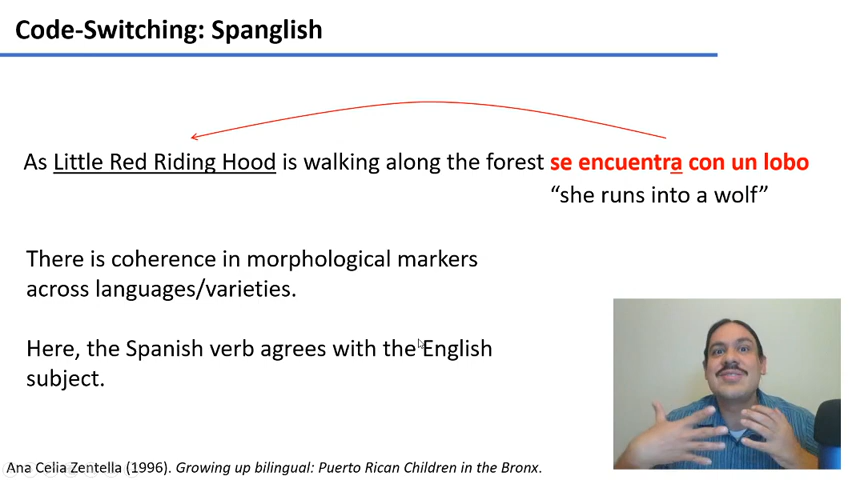 Code-Switching: Spanglish
As Little Red Riding Hood is walking along the forest se encuentra con un lobo
“she runs into a wolf”
There is coherence in morphological markers
across languages/varieties.
Here, the Spanish verb agrees with the English
subject.
Ana Celia Zentella (1996). Growing up bilingual: Puerto Rican Children in the Bronx.